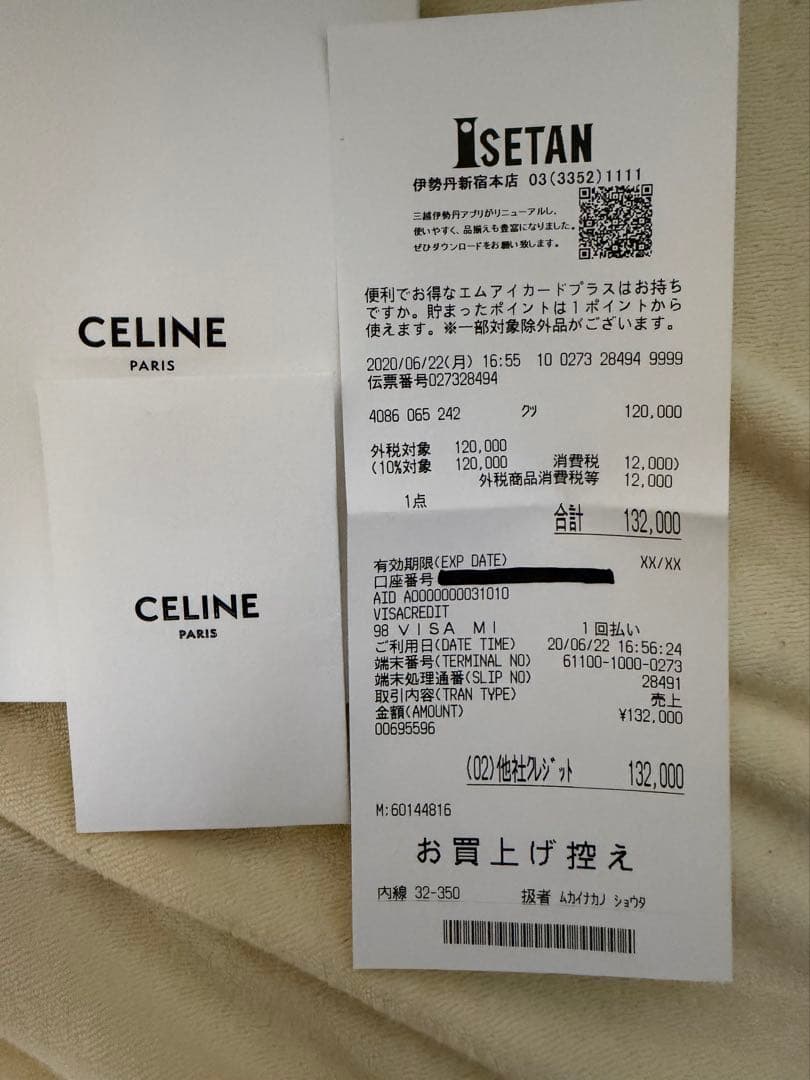 CELINE
PARIS
CELINE
PARIS
ISETAN
伊勢丹新宿本店 03(3352)1111
三越伊勢丹アプリがリニューアルし、
使いやすく、品揃えも豊富になりました。
ぜひダウンロードをお願い致します。
便利でお得なエムアイカードプラスはお持ち
ですか。貯まったポイントは1ポイントから
使えます。※一部対象除外品がございます。
2020/06/22(月) 16:55 10 0273 28494 9999
伝票番号027328494
4086 065 242 クツ 120,000
外税対象 120,000
(10%対象 120,000 消費税 12,000)
外税商品消費税等 12,000
1点
合計 132,000
有効期限(EXP DATE) XX/XX
口座番号
AID A0000000031010
VISACREDIT
98 VISA MI 1回払い
ご利用日(DATE TIME) 20/06/22 16:56:24
端末番号(TERMINAL NO) 61100-1000-0273
端末処理通番(SLIP NO) 28491
取引内容(TRAN TYPE) 売上
金額(AMOUNT) ¥132,000
00695596
(02)他社クレジット 132,000
M:60144816
お買上げ控え
内線 32-350 扱者 ムカイナカノ ショウタ